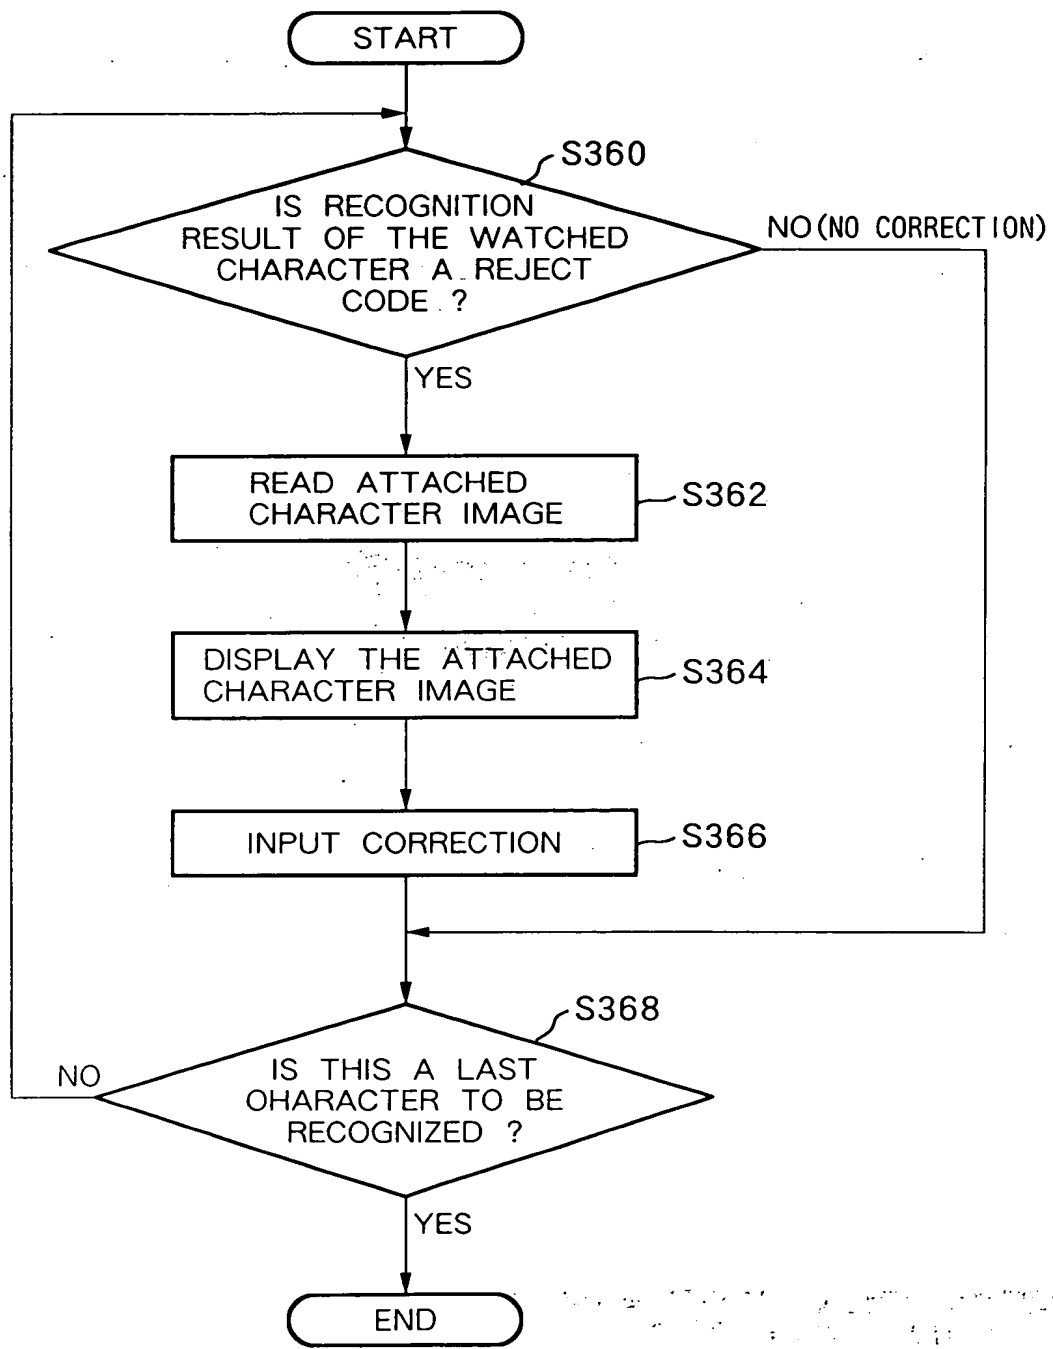 START
S360
IS RECOGNITION
RESULT OF THE WATCHED
CHARACTER A REJECT
CODE ?
NO (NO CORRECTION)
YES
READ ATTACHED
CHARACTER IMAGE
S362
DISPLAY THE ATTACHED
CHARACTER IMAGE
S364
INPUT CORRECTION
S366
S368
IS THIS A LAST
OHARACTER TO BE
RECOGNIZED ?
NO
YES
END